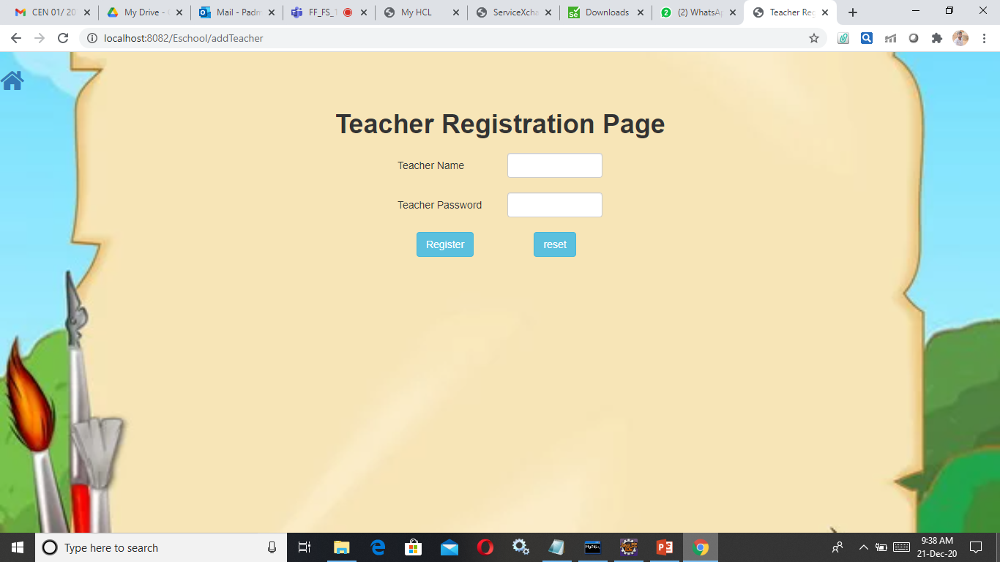 CEN 01/ 20
My Drive -
Mail - Padm
FF_FS_1
My HCL
ServiceXcha
Downloads
(2) WhatsAp
Teacher Reg
localhost:8082/Eschool/addTeacher
Teacher Registration Page
Teacher Name
Teacher Password
Register
reset
Type here to search
9:38 AM
21-Dec-20